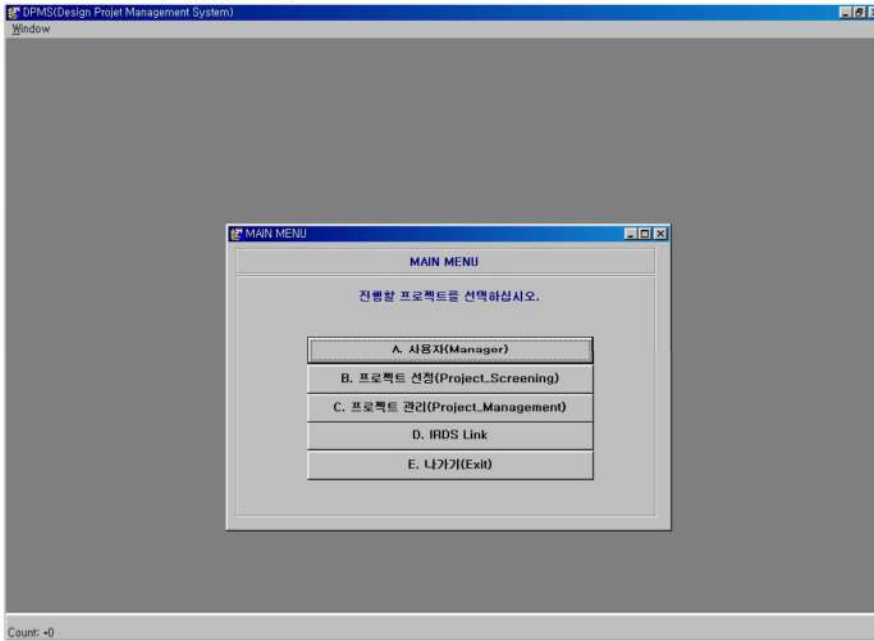 DPMS(Design Projet Management System)
Window
MAIN MENU
MAIN MENU
진행할 프로젝트를 선택하십시오.
A. 사용자(Manager)
B. 프로젝트 선정(Project_Screening)
C. 프로젝트 관리(Project_Management)
D. IRDS Link
E. 나가기(Exit)
Count: *0